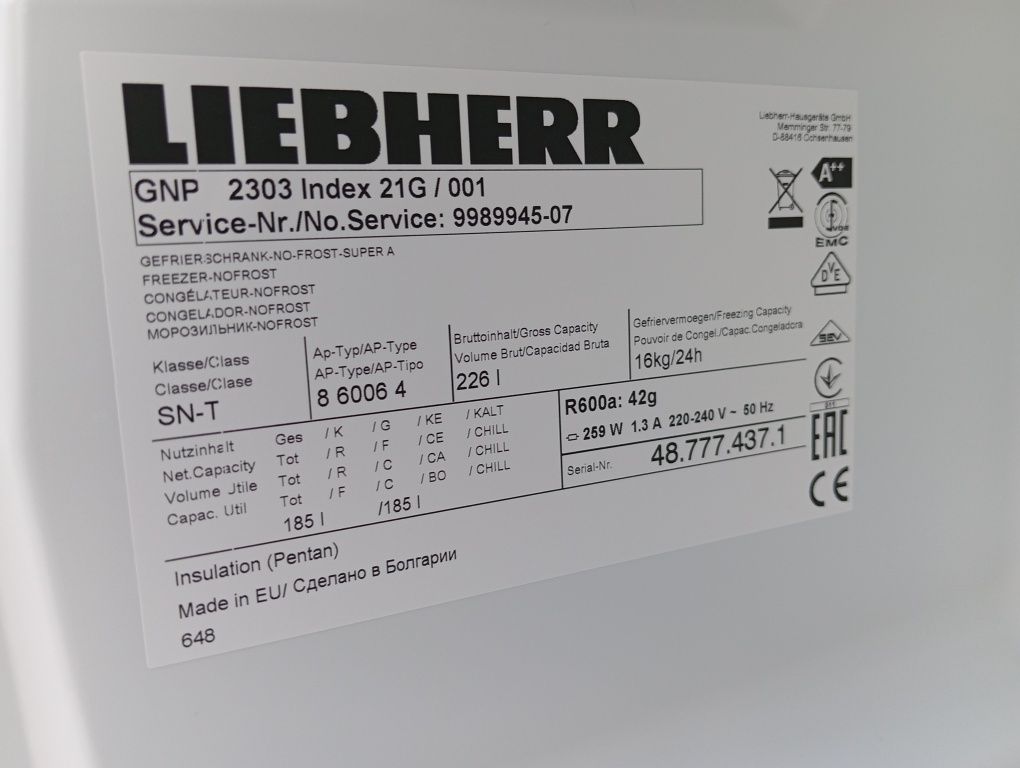 LIEBHERR
Liebherr-Hausgeräte GmbH
Memminger Str. 77-79
D-88416 Ochsenhausen
GNP 2303 Index 21G / 001
Service-Nr./No.Service: 9989945-07
A++
EMC
DVE
SEV
EAC
CE
GEFRIERSCHRANK-NO-FROST-SUPER A
FREEZER-NOFROST
CONGÉLATEUR-NOFROST
CONGELADOR-NOFROST
МОРОЗИЛЬНИК-NOFROST
Klasse/Class
Classe/Clase
SN-T
Ap-Typ/AP-Type
AP-Type/AP-Tipo
8 6006 4
Bruttoinhalt/Gross Capacity
Volume Brut/Capacidad Bruta
226 l
Gefriervermoegen/Freezing Capacity
Pouvoir de Congel./Capac.Congeladora
16kg/24h
Nutzinhalt Ges / K / G / KE / KALT
Net.Capacity Tot / R / F / CE / CHILL
Volume Utile Tot / R / C / CA / CHILL
Capac. Util Tot / F / C / BO / CHILL
185 l /185 l
R600a: 42g
259 W 1.3 A 220-240 V ~ 50 Hz
Serial-Nr. 48.777.437.1
Insulation (Pentan)
Made in EU/ Сделано в Болгарии
648